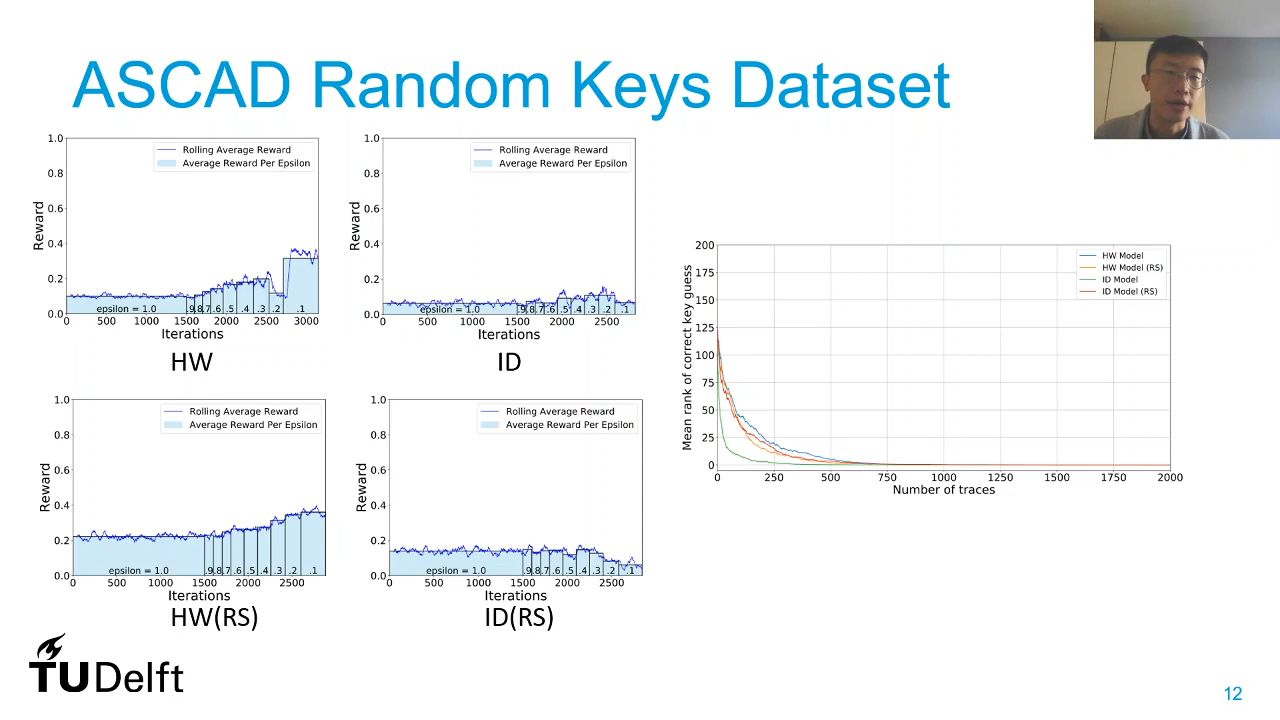 ASCAD Random Keys Dataset
1.0
0.8
0.6
0.4
0.2
0.0
Reward
Rolling Average Reward
Average Reward Per Epsilon
epsilon = 1.0 .9 .8 .7 .6 .5 .4 .3 .2 .1
0 500 1000 1500 2000 2500 3000
Iterations
HW
1.0
0.8
0.6
0.4
0.2
0.0
Reward
Rolling Average Reward
Average Reward Per Epsilon
epsilon = 1.0 .9 .8 .7 .6 .5 .4 .3 .2 .1
0 500 1000 1500 2000 2500
Iterations
ID
1.0
0.8
0.6
0.4
0.2
0.0
Reward
Rolling Average Reward
Average Reward Per Epsilon
epsilon = 1.0 .9 .8 .7 .6 .5 .4 .3 .2 .1
0 500 1000 1500 2000 2500
Iterations
HW(RS)
1.0
0.8
0.6
0.4
0.2
0.0
Reward
Rolling Average Reward
Average Reward Per Epsilon
epsilon = 1.0 .9 .8 .7 .6 .5 .4 .3 .2 .1
0 500 1000 1500 2000 2500
Iterations
ID(RS)
200
175
150
125
100
75
50
25
0
Mean rank of correct key guess
HW Model
HW Model (RS)
ID Model
ID Model (RS)
0 250 500 750 1000 1250 1500 1750 2000
Number of traces
TU Delft
12